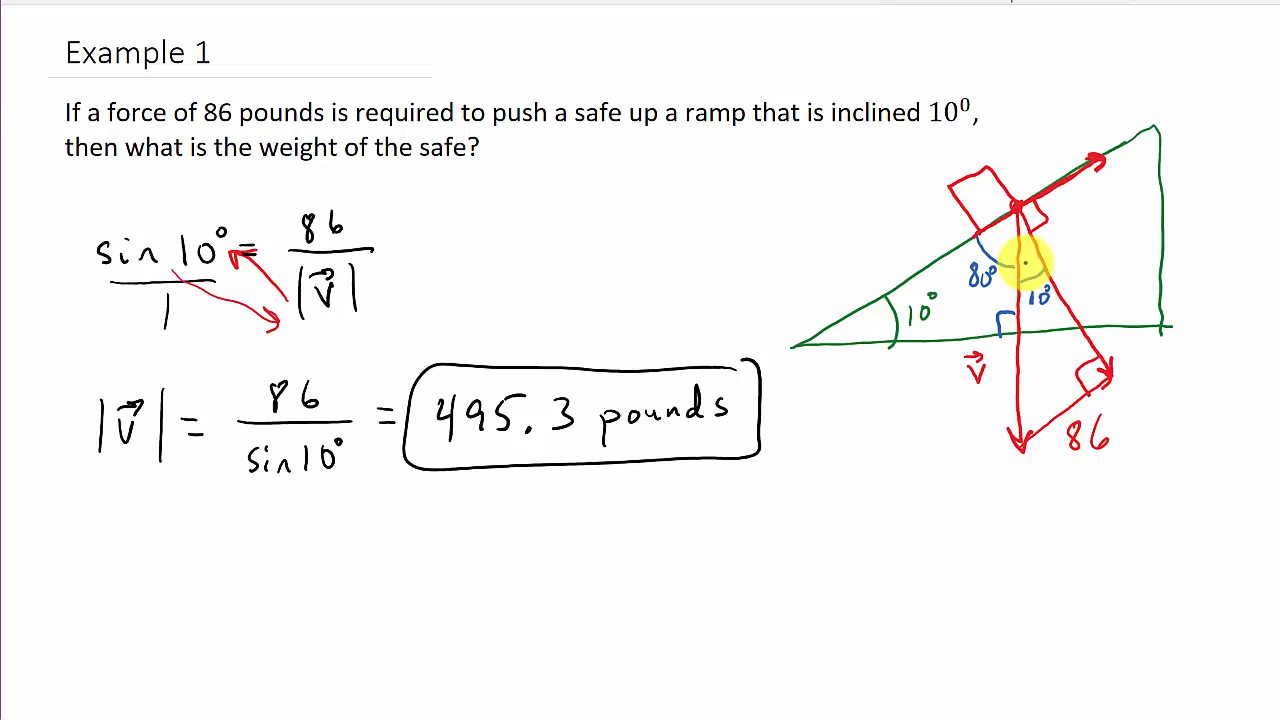 Example 1
If a force of 86 pounds is required to push a safe up a ramp that is inclined 10⁰,
then what is the weight of the safe?
sin 10° = 86
1 |v⃗|
|v⃗| = 86 = 495.3 pounds
sin 10°
80°
10°
10°
v⃗
86